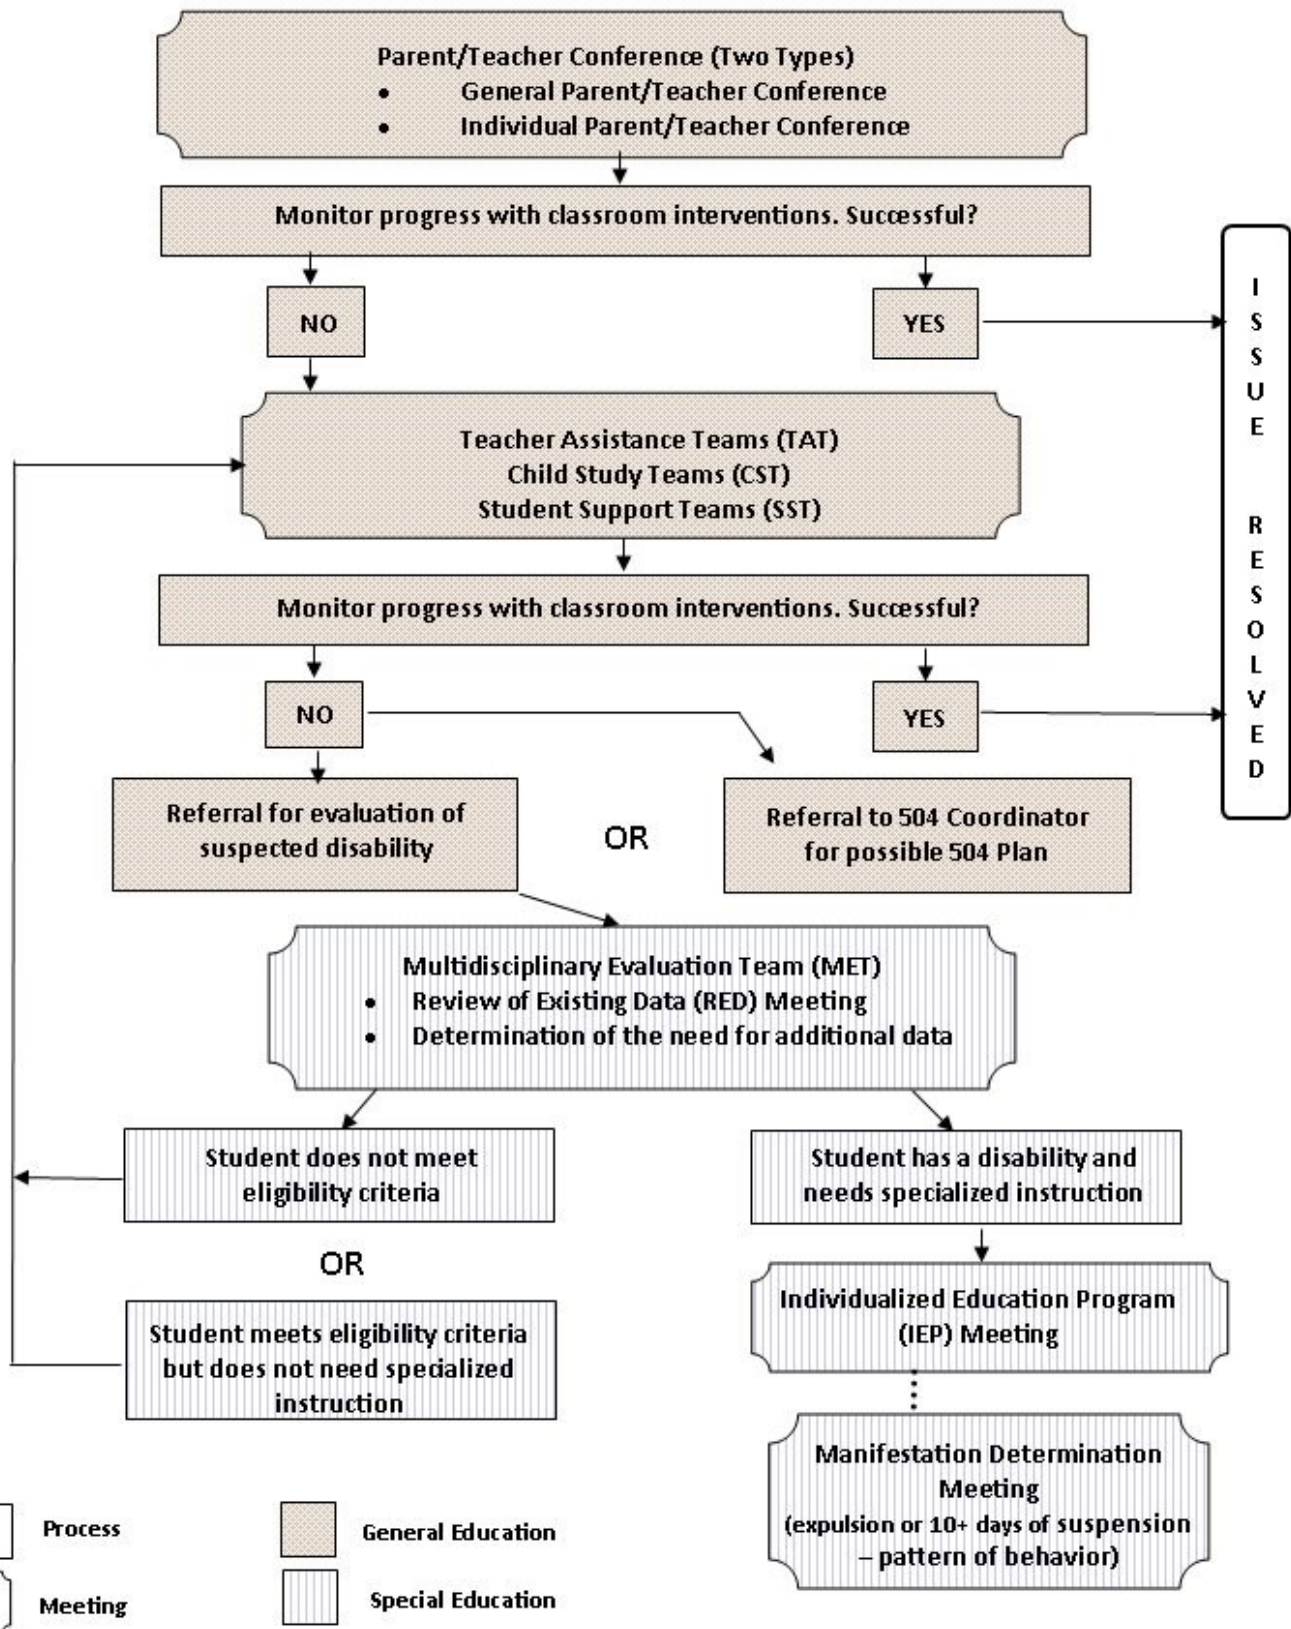 Parent/Teacher Conference (Two Types)
• General Parent/Teacher Conference
• Individual Parent/Teacher Conference
Monitor progress with classroom interventions. Successful?
NO
YES
ISSUE RESOLVED
Teacher Assistance Teams (TAT)
Child Study Teams (CST)
Student Support Teams (SST)
Monitor progress with classroom interventions. Successful?
NO
YES
Referral for evaluation of
suspected disability
OR
Referral to 504 Coordinator
for possible 504 Plan
Multidisciplinary Evaluation Team (MET)
• Review of Existing Data (RED) Meeting
• Determination of the need for additional data
Student does not meet
eligibility criteria
OR
Student meets eligibility criteria
but does not need specialized
instruction
Student has a disability and
needs specialized instruction
Individualized Education Program
(IEP) Meeting
Manifestation Determination
Meeting
(expulsion or 10+ days of suspension
– pattern of behavior)
Process
General Education
Meeting
Special Education